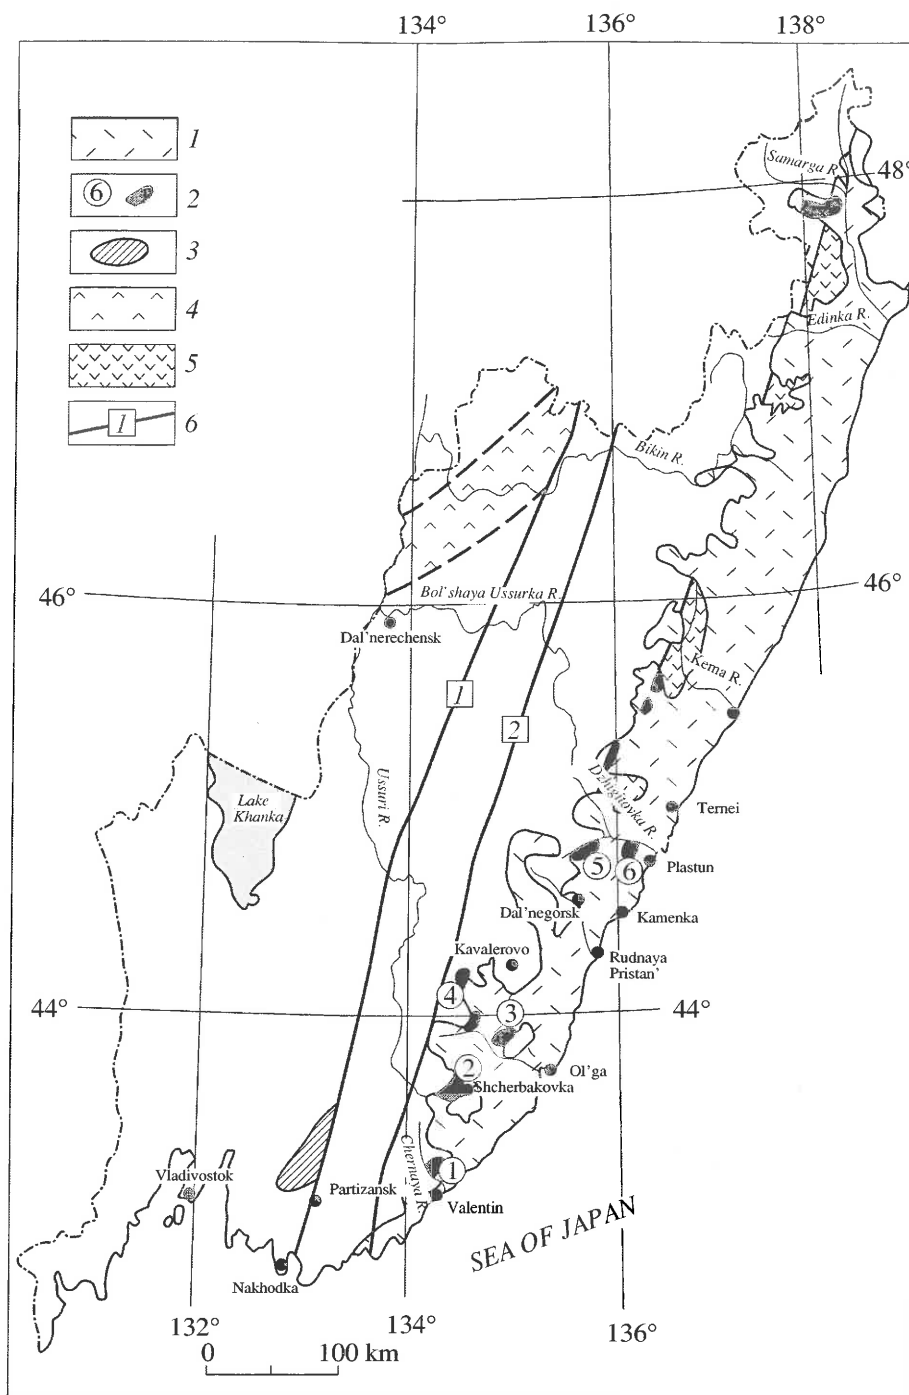 134°
136°
138°
1
6
2
3
4
5
1
6
Samarga R.
48°
Edinka R.
Bikin R.
46°
Bol'shaya Ussurka R.
46°
Dal'nerechensk
Kema R.
1
2
Ussuri R.
Dzhigitovka R.
Lake
Khanka
Ternei
5
6
Plastun
Dal'negorsk
Kamenka
Kavalerovo
Rudnaya
Pristan'
4
3
44°
44°
2
Ol'ga
Shcherbakovka
Chernaya R.
1
Vladivostok
Partizansk
Valentin
SEA OF JAPAN
Nakhodka
132°
134°
136°
0
100 km